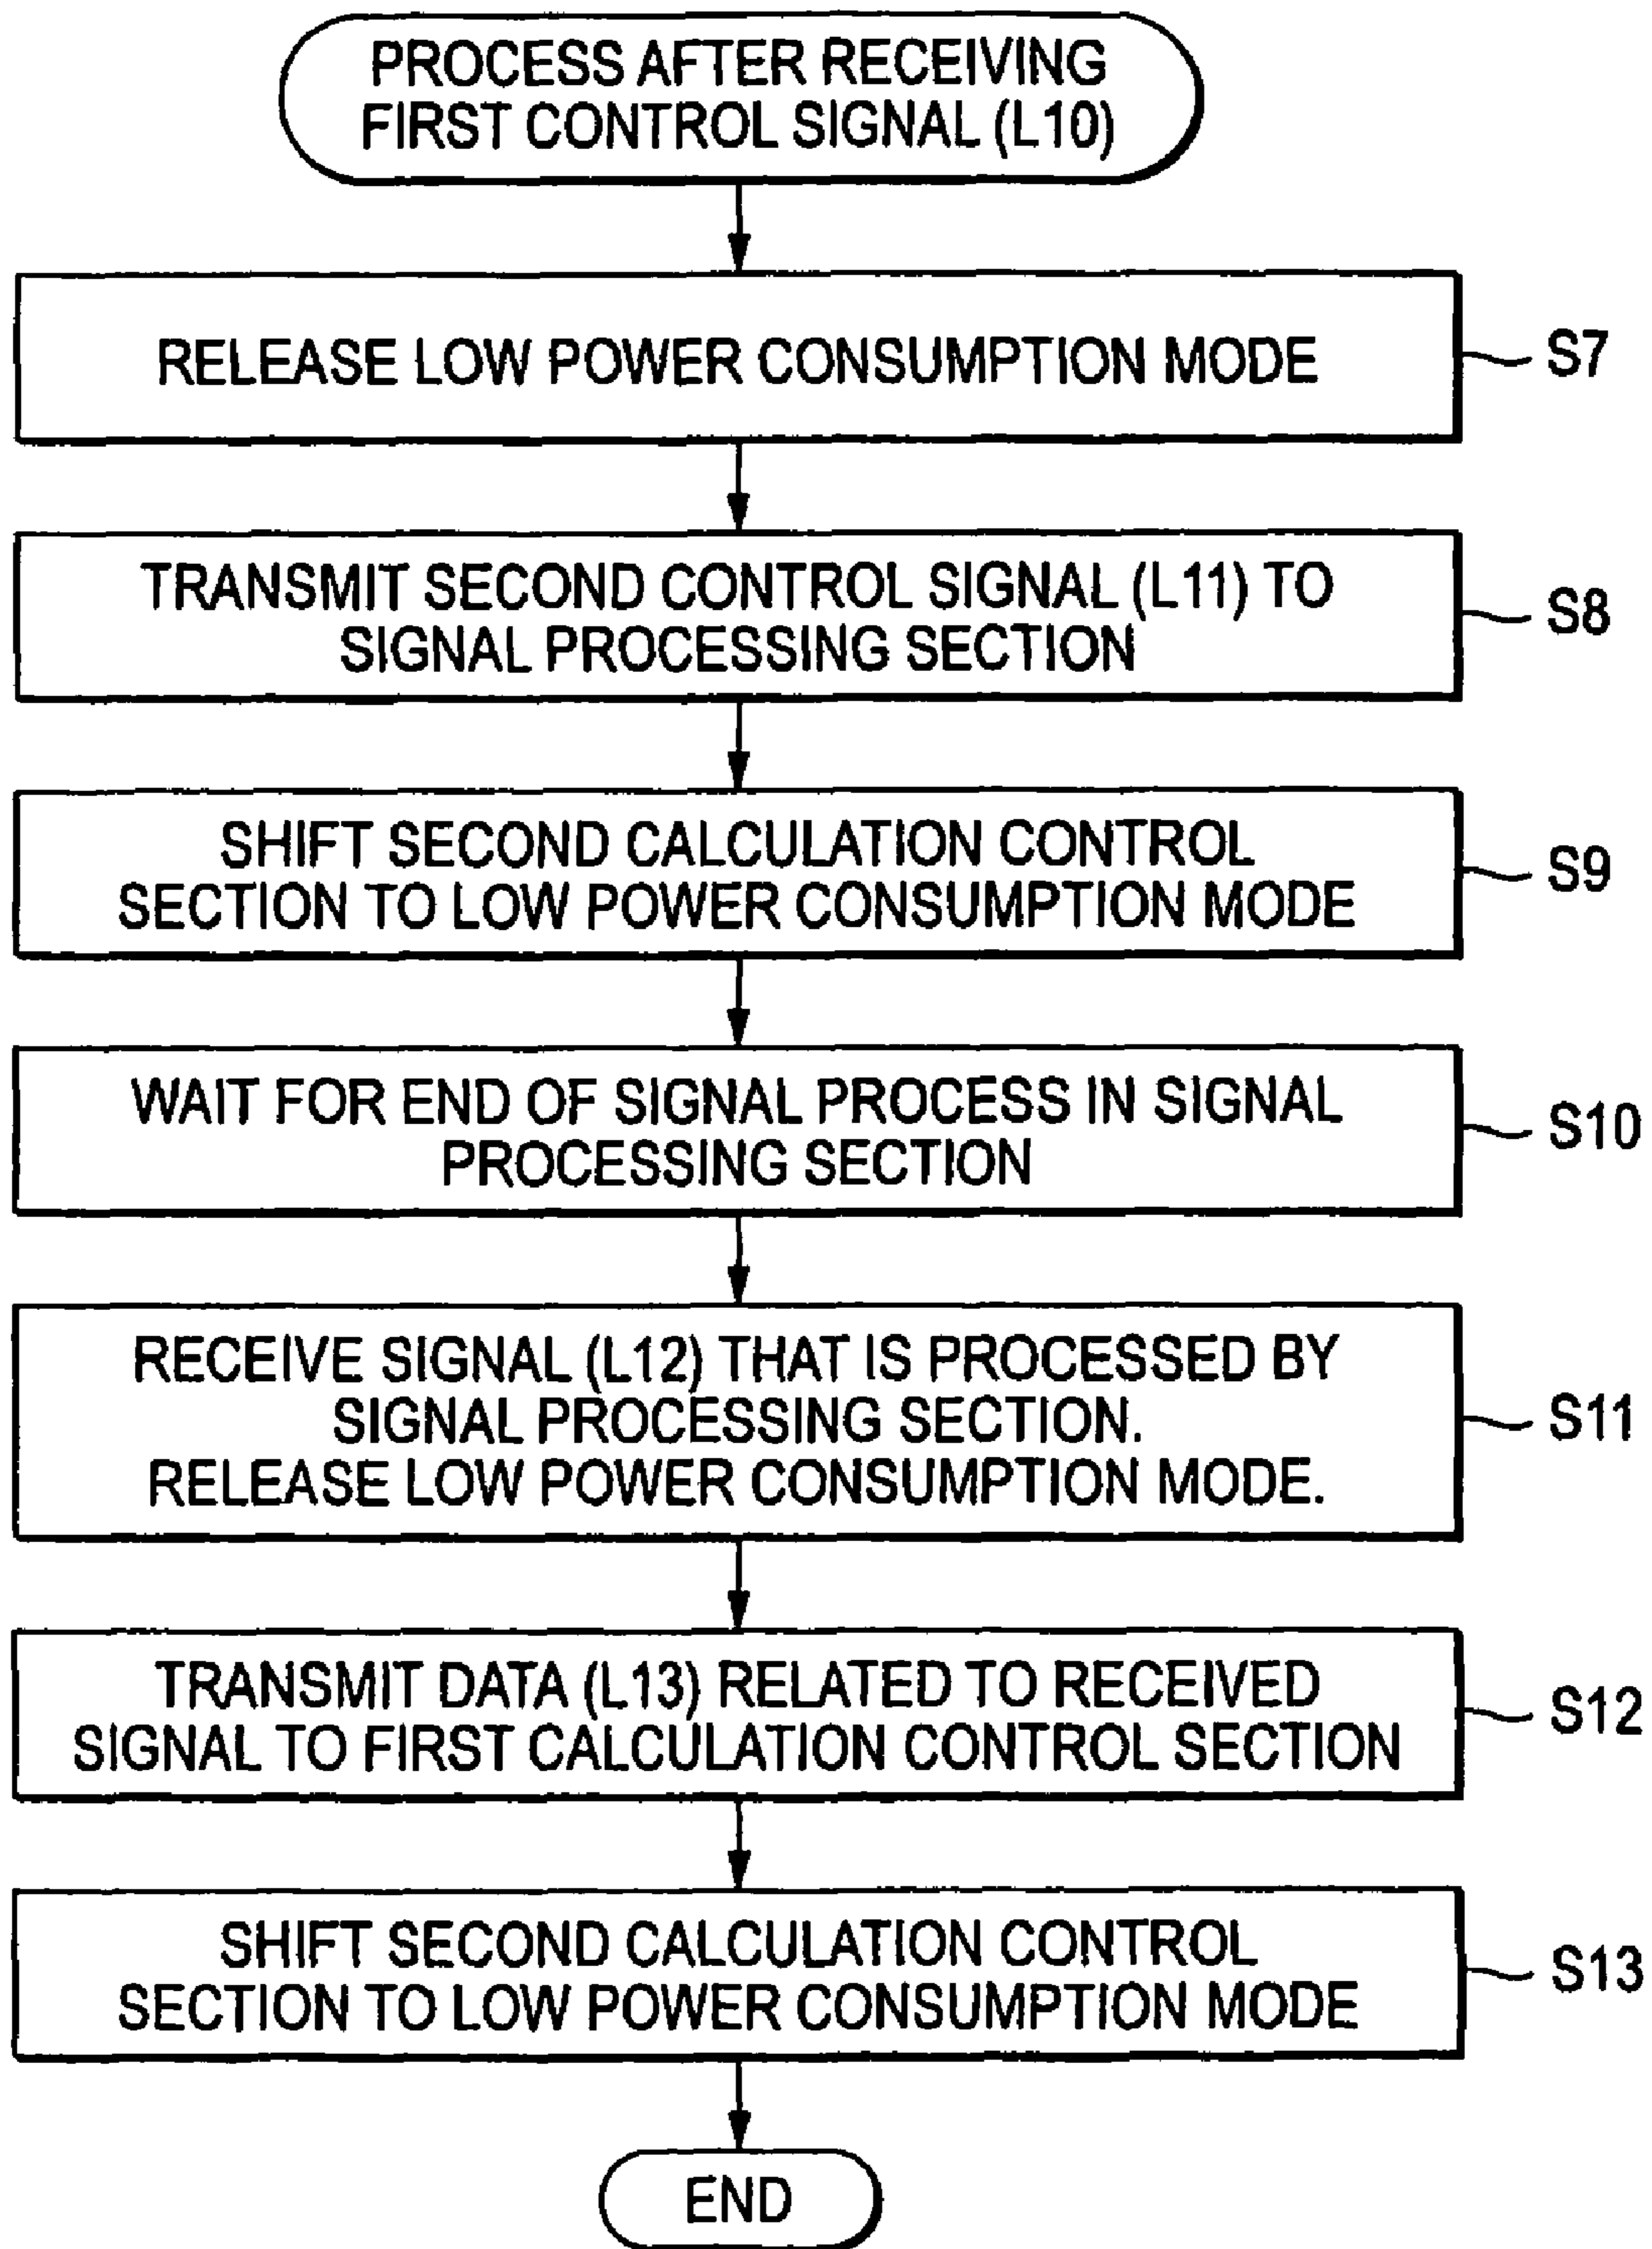 PROCESS AFTER RECEIVING
FIRST CONTROL SIGNAL (L10)
RELEASE LOW POWER CONSUMPTION MODE
S7
TRANSMIT SECOND CONTROL SIGNAL (L11) TO
SIGNAL PROCESSING SECTION
S8
SHIFT SECOND CALCULATION CONTROL
SECTION TO LOW POWER CONSUMPTION MODE
S9
WAIT FOR END OF SIGNAL PROCESS IN SIGNAL
PROCESSING SECTION
S10
RECEIVE SIGNAL (L12) THAT IS PROCESSED BY
SIGNAL PROCESSING SECTION.
RELEASE LOW POWER CONSUMPTION MODE.
S11
TRANSMIT DATA (L13) RELATED TO RECEIVED
SIGNAL TO FIRST CALCULATION CONTROL SECTION
S12
SHIFT SECOND CALCULATION CONTROL
SECTION TO LOW POWER CONSUMPTION MODE
S13
END